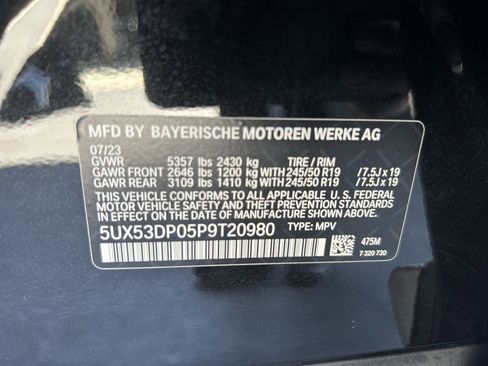 MFD BY BAYERISCHE MOTOREN WERKE AG
07/23
GVWR 5357 lbs 2430 kg TIRE / RIM
GAWR FRONT 2646 lbs 1200 kg WITH 245/50 R19 / 7.5J x 19
GAWR REAR 3109 lbs 1410 kg WITH 245/50 R19 / 7.5J x 19
THIS VEHICLE CONFORMS TO ALL APPLICABLE U. S. FEDERAL
MOTOR VEHICLE SAFETY, BUMPER, AND THEFT PREVENTION
STANDARDS IN EFFECT ON THE DATE OF MANUFACTURE SHOWN ABOVE.
5UX53DP05P9T20980 TYPE: MPV
475M
7 320 730